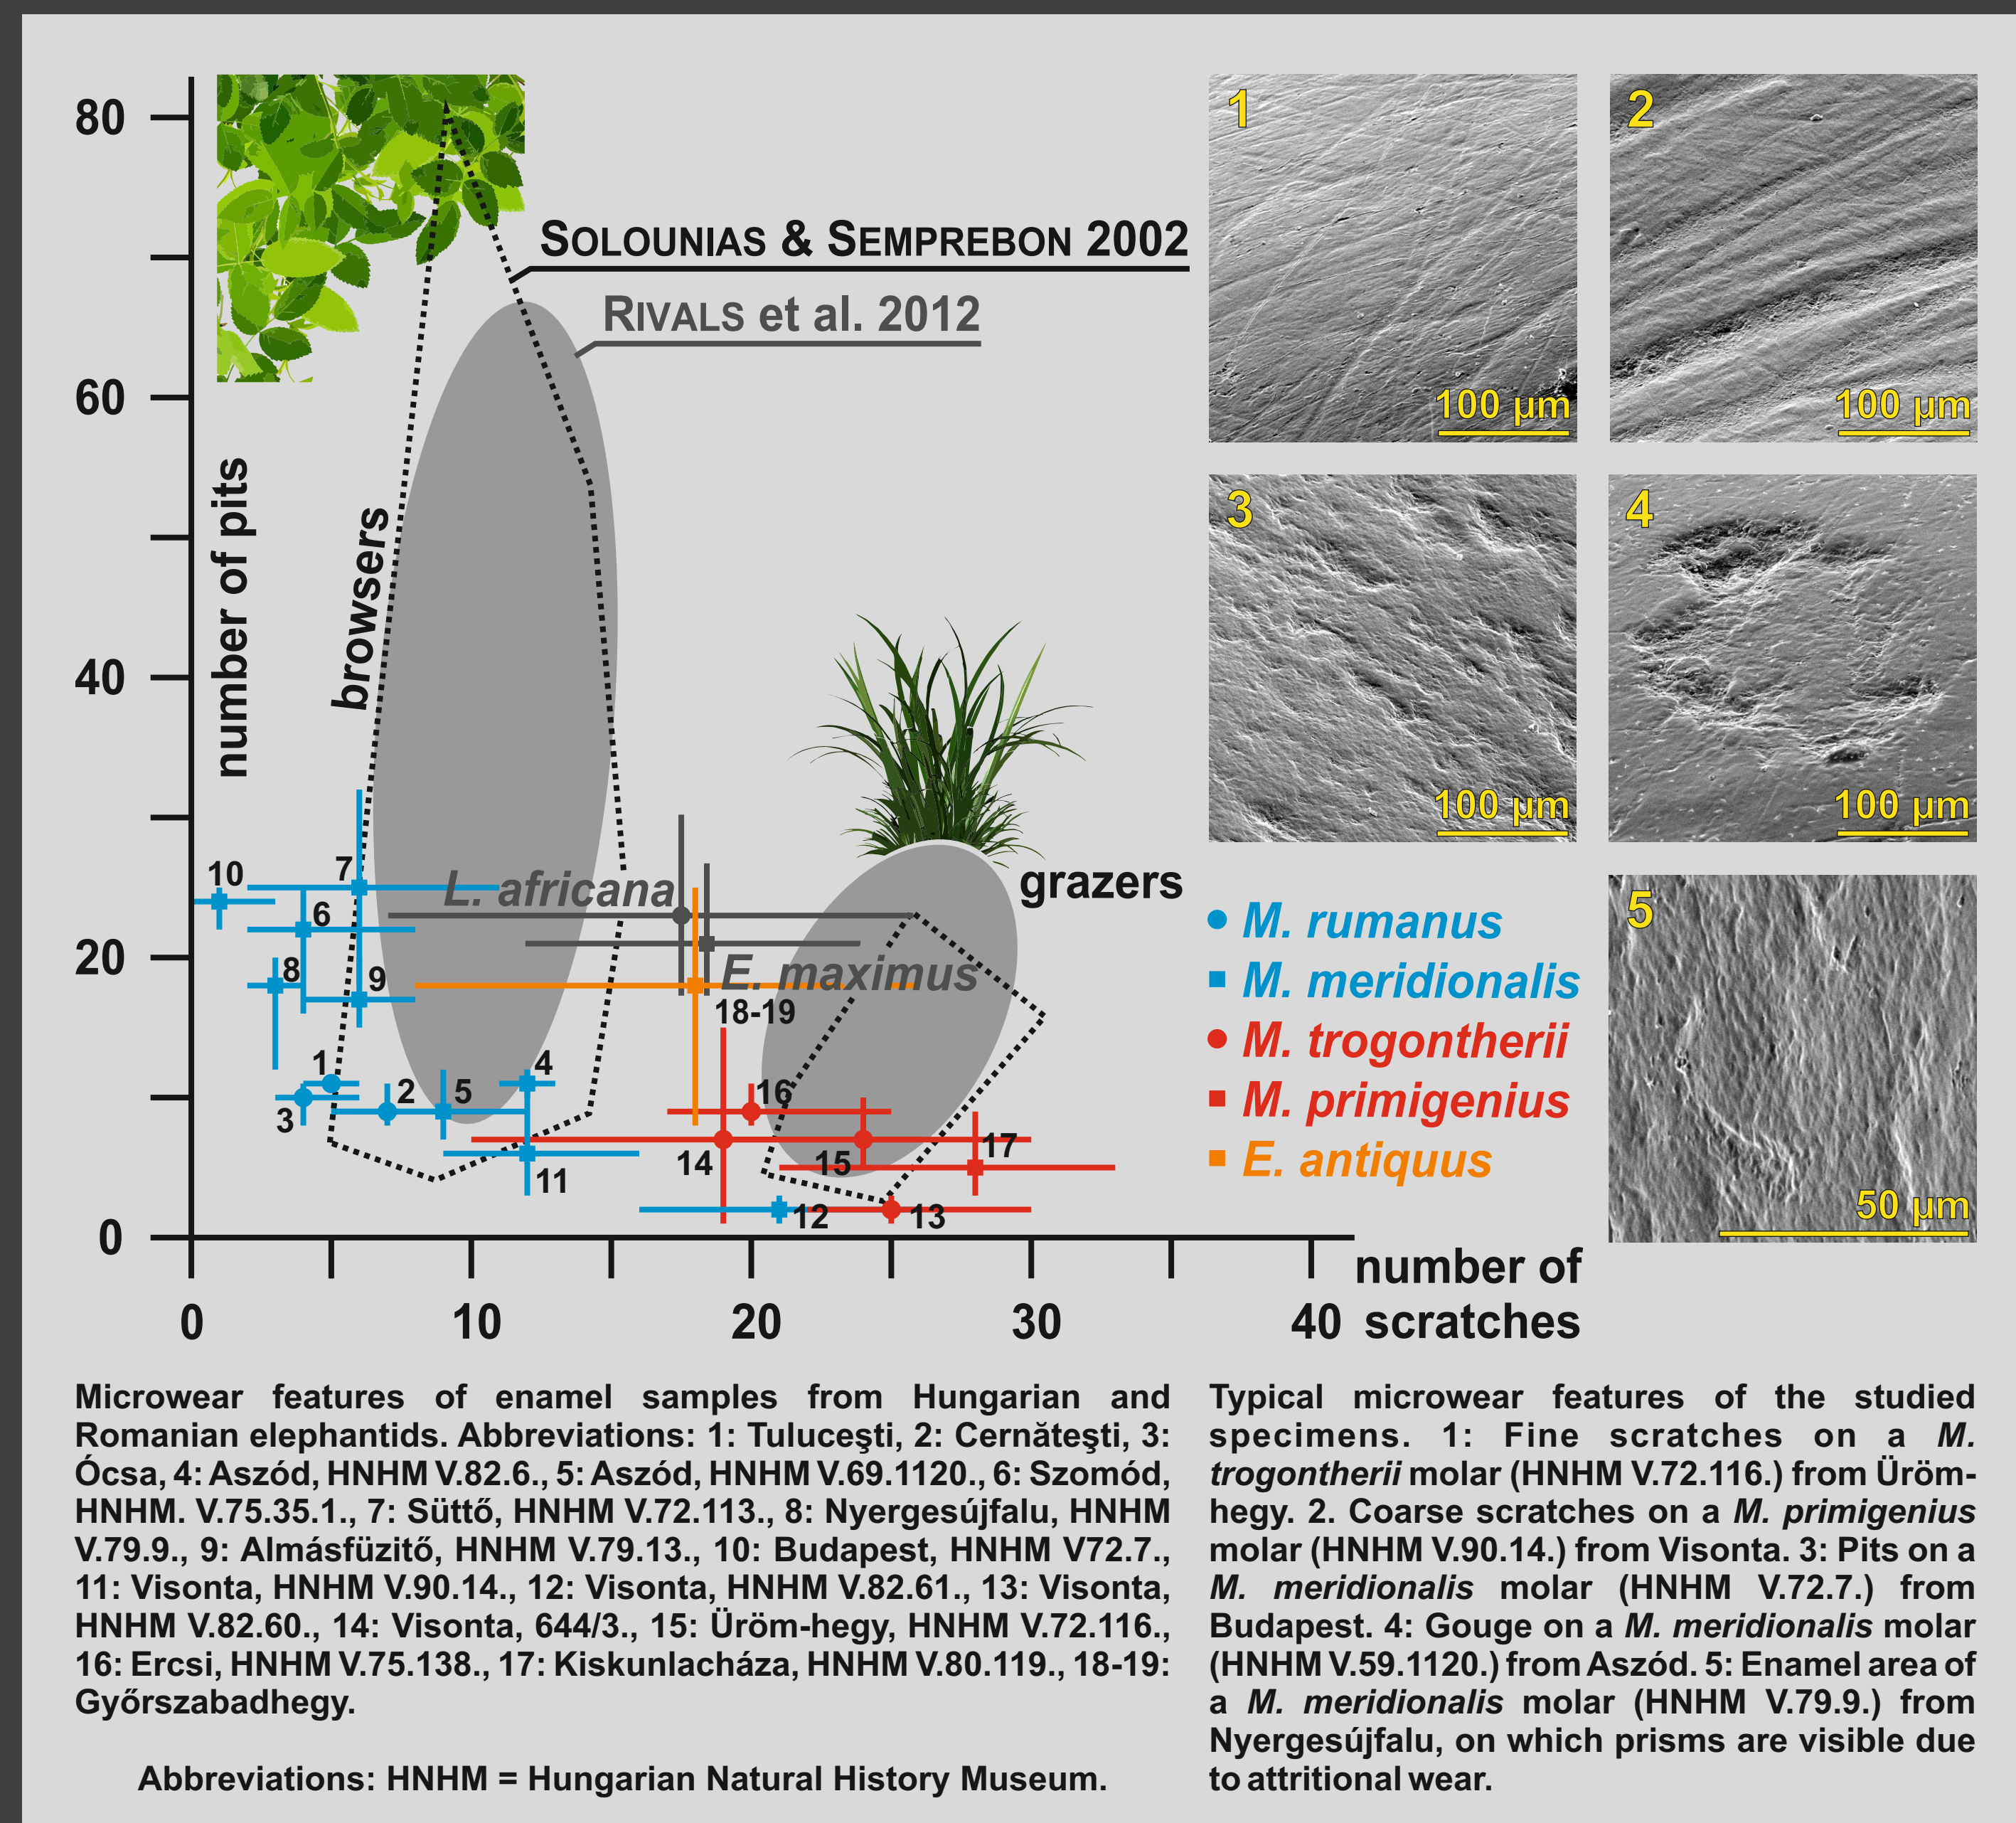 80
60
40
20
0
number of pits
browsers
SOLOUNIAS & SEMPREBON 2002
RIVALS et al. 2012
grazers
L. africana
E. maximus
10
7
6
8
9
1
3
2
5
4
11
18-19
16
14
15
17
12
13
0
10
20
30
40
number of
scratches
M. rumanus
M. meridionalis
M. trogontherii
M. primigenius
E. antiquus
1
100 µm
2
100 µm
3
100 µm
4
100 µm
5
50 µm
Microwear features of enamel samples from Hungarian and
Romanian elephantids. Abbreviations: 1: Tuluceşti, 2: Cernăteşti, 3:
Ócsa, 4: Aszód, HNHM V.82.6., 5: Aszód, HNHM V.69.1120., 6: Szomód,
HNHM. V.75.35.1., 7: Süttő, HNHM V.72.113., 8: Nyergesújfalu, HNHM
V.79.9., 9: Almásfüzitő, HNHM V.79.13., 10: Budapest, HNHM V72.7.,
11: Visonta, HNHM V.90.14., 12: Visonta, HNHM V.82.61., 13: Visonta,
HNHM V.82.60., 14: Visonta, 644/3., 15: Üröm-hegy, HNHM V.72.116.,
16: Ercsi, HNHM V.75.138., 17: Kiskunlacháza, HNHM V.80.119., 18-19:
Győrszabadhegy.
Abbreviations: HNHM = Hungarian Natural History Museum.
Typical microwear features of the studied
specimens. 1: Fine scratches on a M.
trogontherii molar (HNHM V.72.116.) from Üröm-
hegy. 2. Coarse scratches on a M. primigenius
molar (HNHM V.90.14.) from Visonta. 3: Pits on a
M. meridionalis molar (HNHM V.72.7.) from
Budapest. 4: Gouge on a M. meridionalis molar
(HNHM V.59.1120.) from Aszód. 5: Enamel area of
a M. meridionalis molar (HNHM V.79.9.) from
Nyergesújfalu, on which prisms are visible due
to attritional wear.